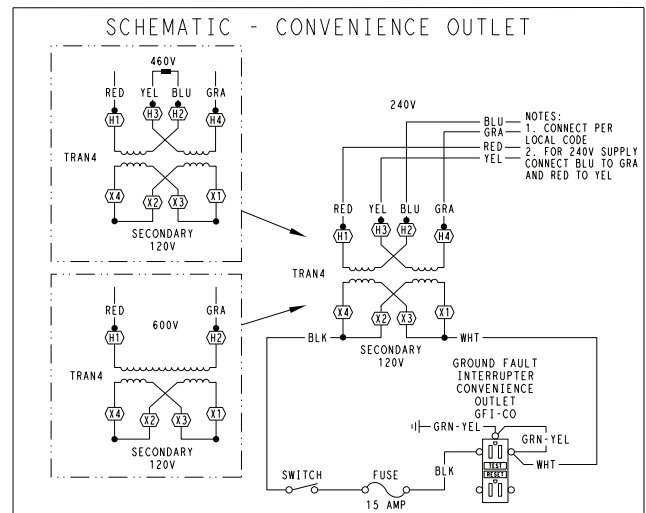 SCHEMATIC - CONVENIENCE OUTLET
460V
RED YEL BLU GRA
H1 H3 H2 H4
TRAN4
X4 X2 X3 X1
SECONDARY
120V
600V
RED GRA
H1 H2
TRAN4
X4 X2 X3 X1
SECONDARY
120V
240V
BLU
GRA
RED
YEL
NOTES:
1. CONNECT PER
LOCAL CODE
2. FOR 240V SUPPLY
CONNECT BLU TO GRA
AND RED TO YEL
RED YEL BLU GRA
H1 H3 H2 H4
TRAN4
X4 X2 X3 X1
BLK WHT
SECONDARY
120V
GROUND FAULT
INTERRUPTER
CONVENIENCE
OUTLET
GFI-CO
GRN-YEL
GRN-YEL
WHT
BLK
TEST
RESET
SWITCH FUSE
15 AMP